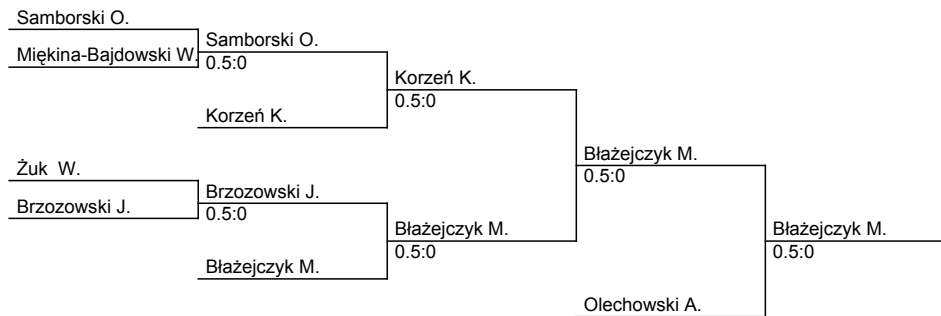 Samborski O.
Miękina-Bajdowski W.
Samborski O.
0.5:0
Korzeń K.
0.5:0
Korzeń K.
Żuk W.
Brzozowski J.
Brzozowski J.
0.5:0
Błażejczyk M.
0.5:0
Błażejczyk M.
Błażejczyk M.
0.5:0
Olechowski A.
Błażejczyk M.
0.5:0